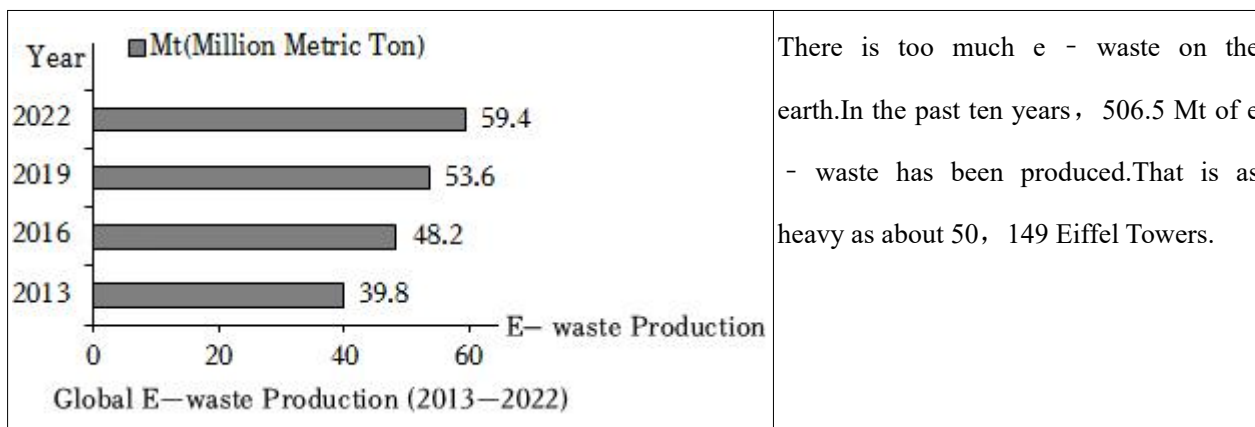 Year
Mt(Million Metric Ton)
2022
59.4
2019
53.6
2016
48.2
2013
39.8
E— waste Production
0 20 40 60
Global E—waste Production (2013—2022)
There is too much e - waste on the
earth.In the past ten years，506.5 Mt of e
- waste has been produced.That is as
heavy as about 50，149 Eiffel Towers.